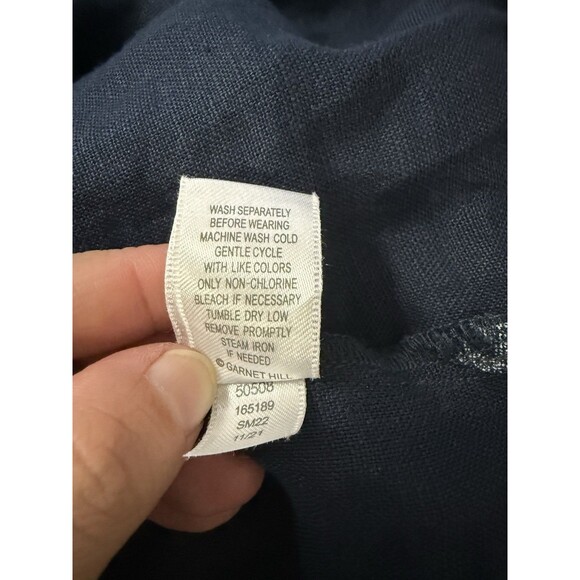 WASH SEPARATELY
BEFORE WEARING
MACHINE WASH COLD
GENTLE CYCLE
WITH LIKE COLORS
ONLY NON-CHLORINE
BLEACH IF NECESSARY
TUMBLE DRY LOW
REMOVE PROMPTLY
STEAM IRON
IF NEEDED
© GARNET HILL
50508
165189
SM22
11/21